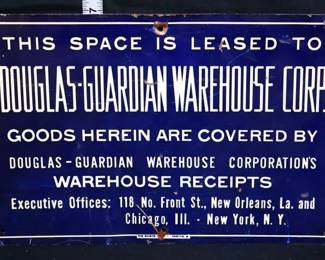 7
THIS SPACE IS LEASED TO
DOUGLAS-GUARDIAN WAREHOUSE CORP.
GOODS HEREIN ARE COVERED BY
DOUGLAS-GUARDIAN WAREHOUSE CORPORATION'S
WAREHOUSE RECEIPTS
Executive Offices: 118 No. Front St., New Orleans, La. and
Chicago, Ill. - New York, N.Y.